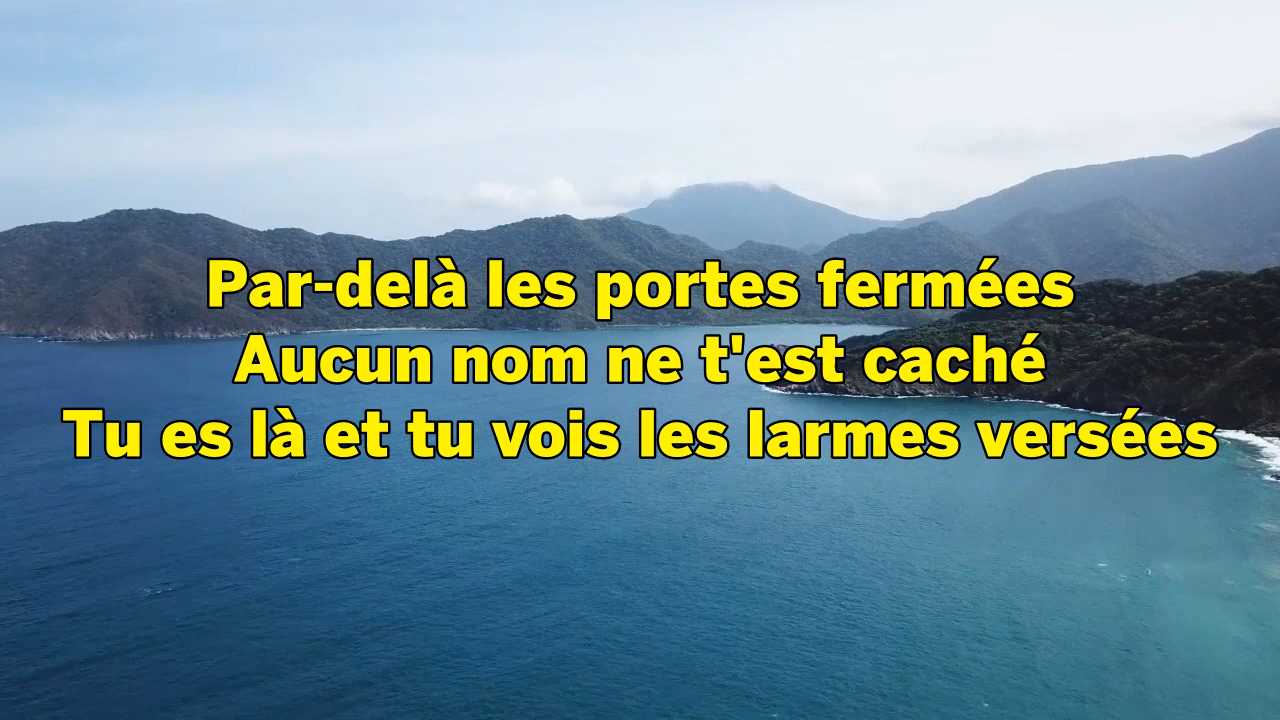 Par-delà les portes fermées
Aucun nom ne t'est caché
Tu es là et tu vois les larmes versées